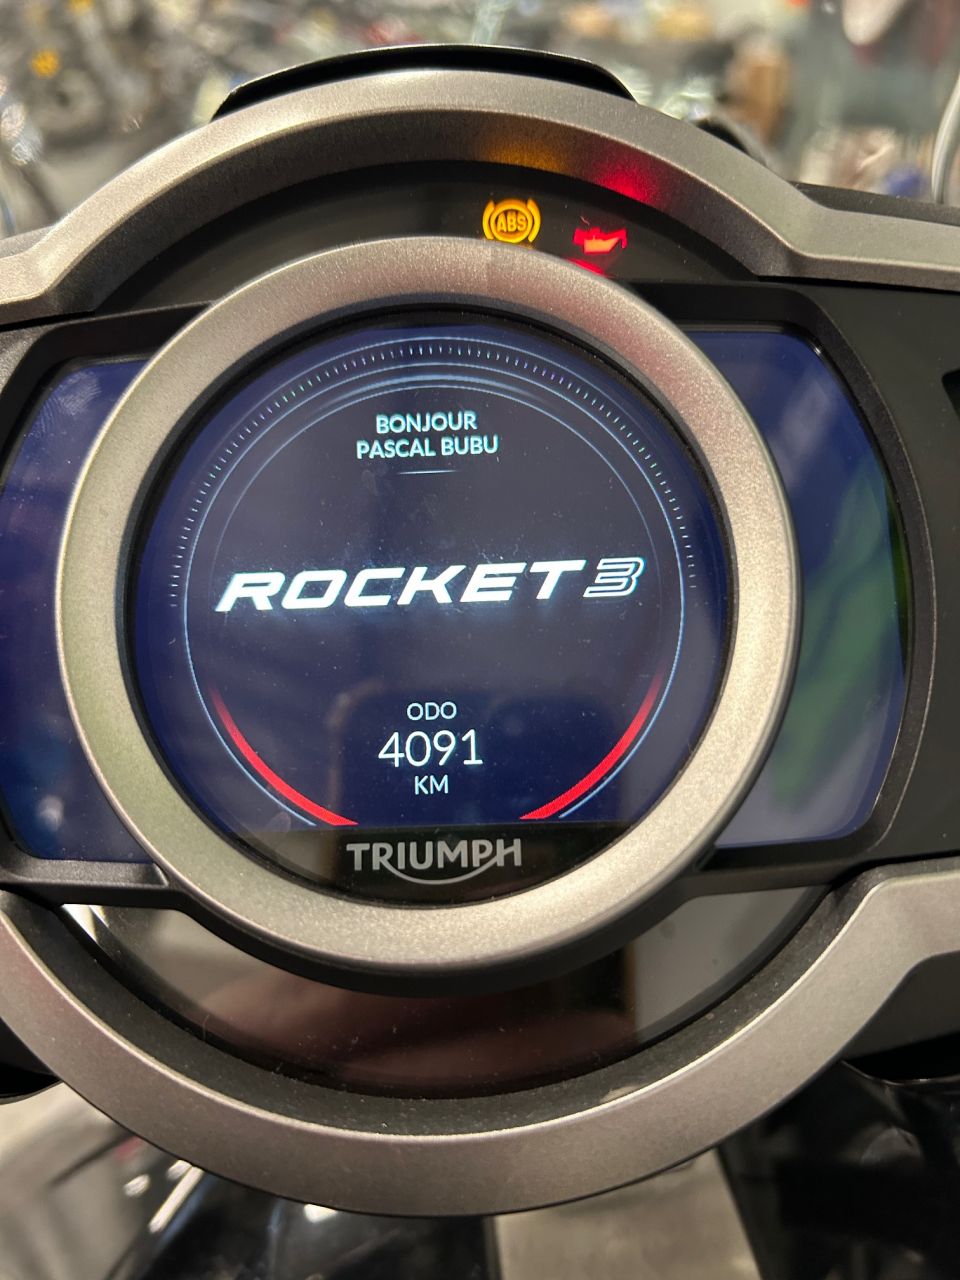 ABS
BONJOUR
PASCAL BUBU
ROCKET 3
ODO
4091
KM
TRIUMPH